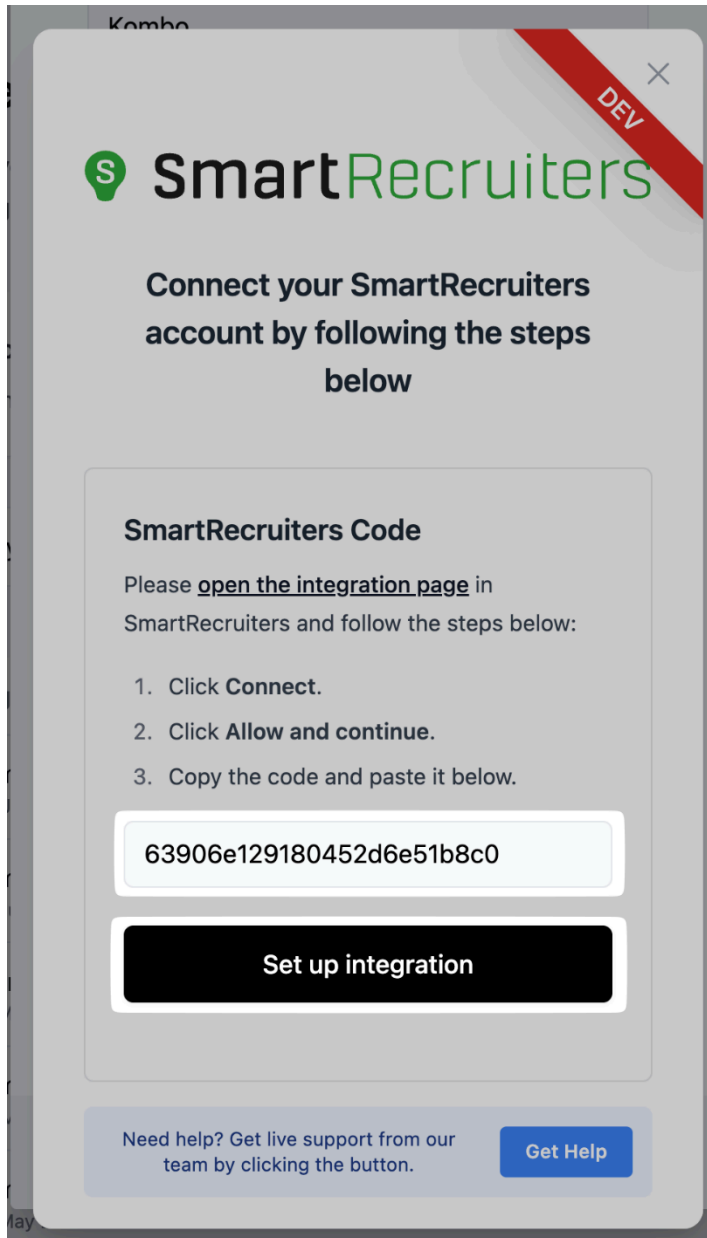 Kombo
DEV
SmartRecruiters
Connect your SmartRecruiters
account by following the steps
below
SmartRecruiters Code
Please open the integration page in
SmartRecruiters and follow the steps below:
1. Click Connect.
2. Click Allow and continue.
3. Copy the code and paste it below.
63906e129180452d6e51b8c0
Set up integration
Need help? Get live support from our
team by clicking the button.
Get Help
May